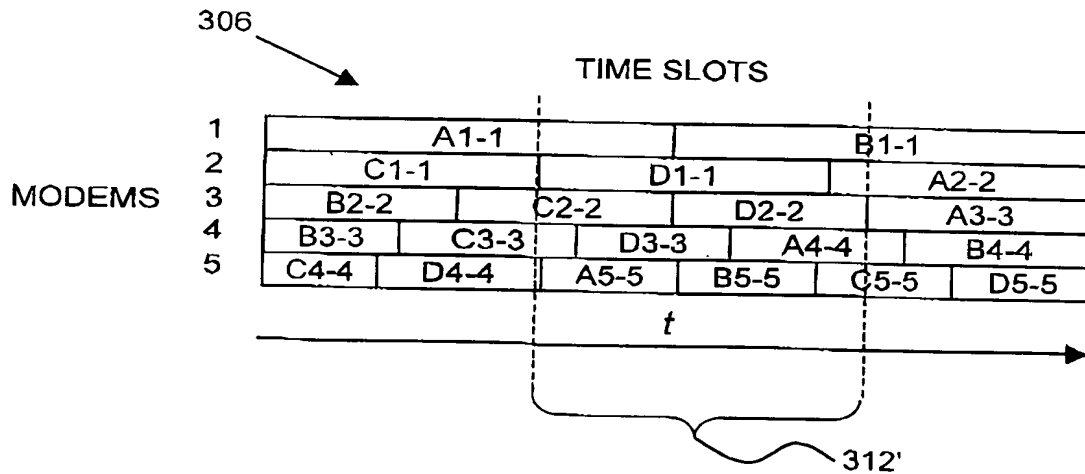 306
TIME SLOTS
MODEMS
1 A1-1 B1-1
2 C1-1 D1-1 A2-2
3 B2-2 C2-2 D2-2 A3-3
4 B3-3 C3-3 D3-3 A4-4 B4-4
5 C4-4 D4-4 A5-5 B5-5 C5-5 D5-5
t
312'